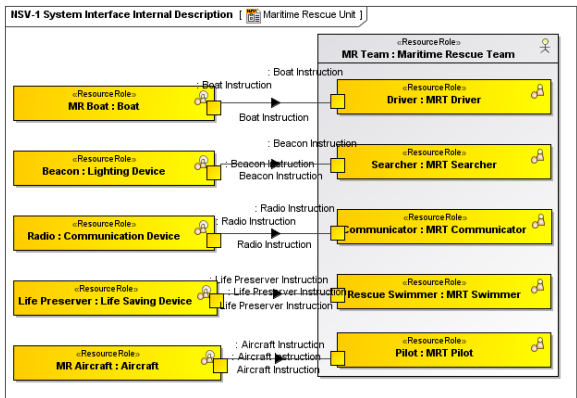 NSV-1 System Interface Internal Description [ Maritime Rescue Unit ]
«ResourceRole»
MR Team : Maritime Rescue Team
: Boat Instruction
: Boat Instruction
«ResourceRole»
MR Boat : Boat
Boat Instruction
«ResourceRole»
Driver : MRT Driver
: Beacon Instruction
«ResourceRole»
Beacon : Lighting Device
: Beacon Instruction
Beacon Instruction
«ResourceRole»
Searcher : MRT Searcher
: Radio Instruction
: Radio Instruction
«ResourceRole»
Radio : Communication Device
Radio Instruction
«ResourceRole»
Communicator : MRT Communicator
: Life Preserver Instruction
«ResourceRole»
Life Preserver : Life Saving Device
: Life Preserver Instruction
Life Preserver Instruction
«ResourceRole»
Rescue Swimmer : MRT Swimmer
: Aircraft Instruction
«ResourceRole»
MR Aircraft : Aircraft
: Aircraft Instruction
Aircraft Instruction
«ResourceRole»
Pilot : MRT Pilot